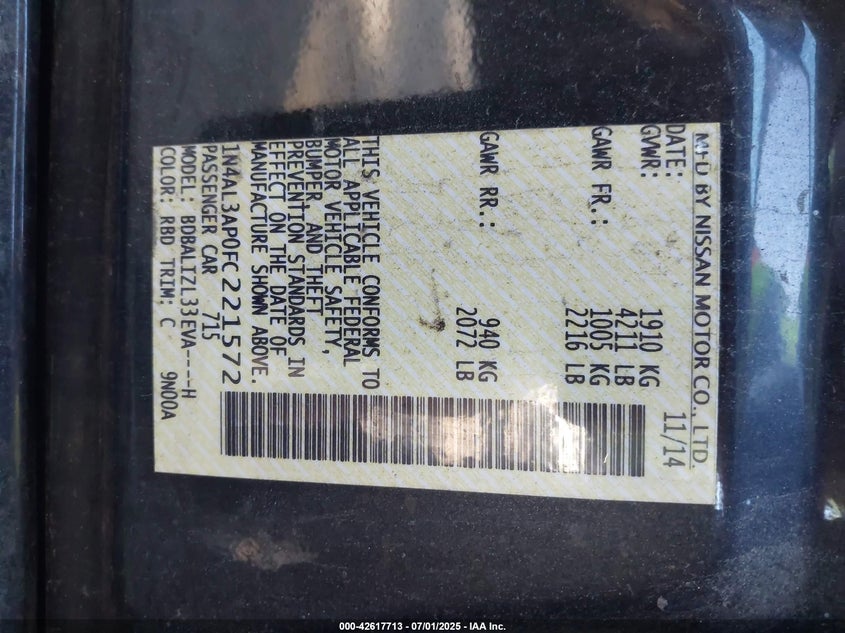 MFD BY NISSAN MOTOR CO., LTD.
DATE: 11/14
GVWR: 1910 KG
4211 LB
GAWR FR.: 1005 KG
2216 LB
GAWR RR.: 940 KG
2072 LB
THIS VEHICLE CONFORMS TO
ALL APPLICABLE FEDERAL
MOTOR VEHICLE SAFETY,
BUMPER, AND THEFT
PREVENTION STANDARDS IN
EFFECT ON THE DATE OF
MANUFACTURE SHOWN ABOVE.
1N4AL3AP0FC221572
PASSENGER CAR 715
MODEL: BDBALIZL33EVA----H
COLOR: RBD TRIM: C 9N00A
000-42617713 - 07/01/2025 - IAA Inc.